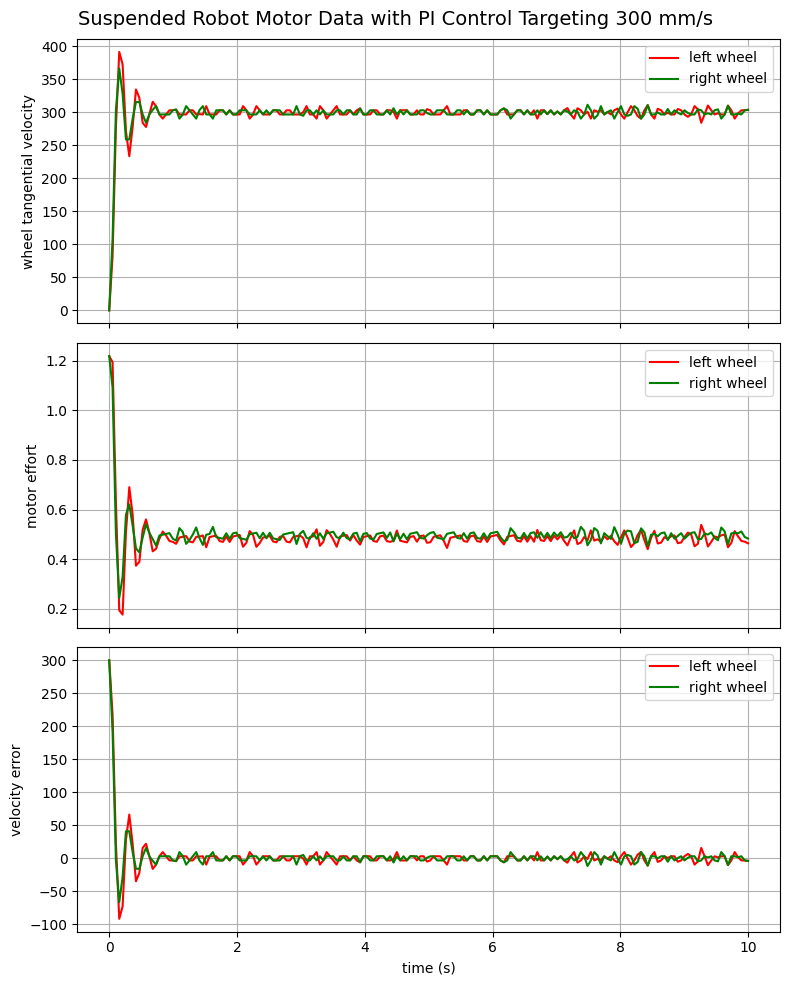 Suspended Robot Motor Data with PI Control Targeting 300 mm/s
400
350
300
250
200
150
100
50
0
wheel tangential velocity
left wheel
right wheel
1.2
1.0
0.8
0.6
0.4
0.2
motor effort
left wheel
right wheel
300
250
200
150
100
50
0
−50
−100
velocity error
left wheel
right wheel
0
2
4
6
8
10
time (s)